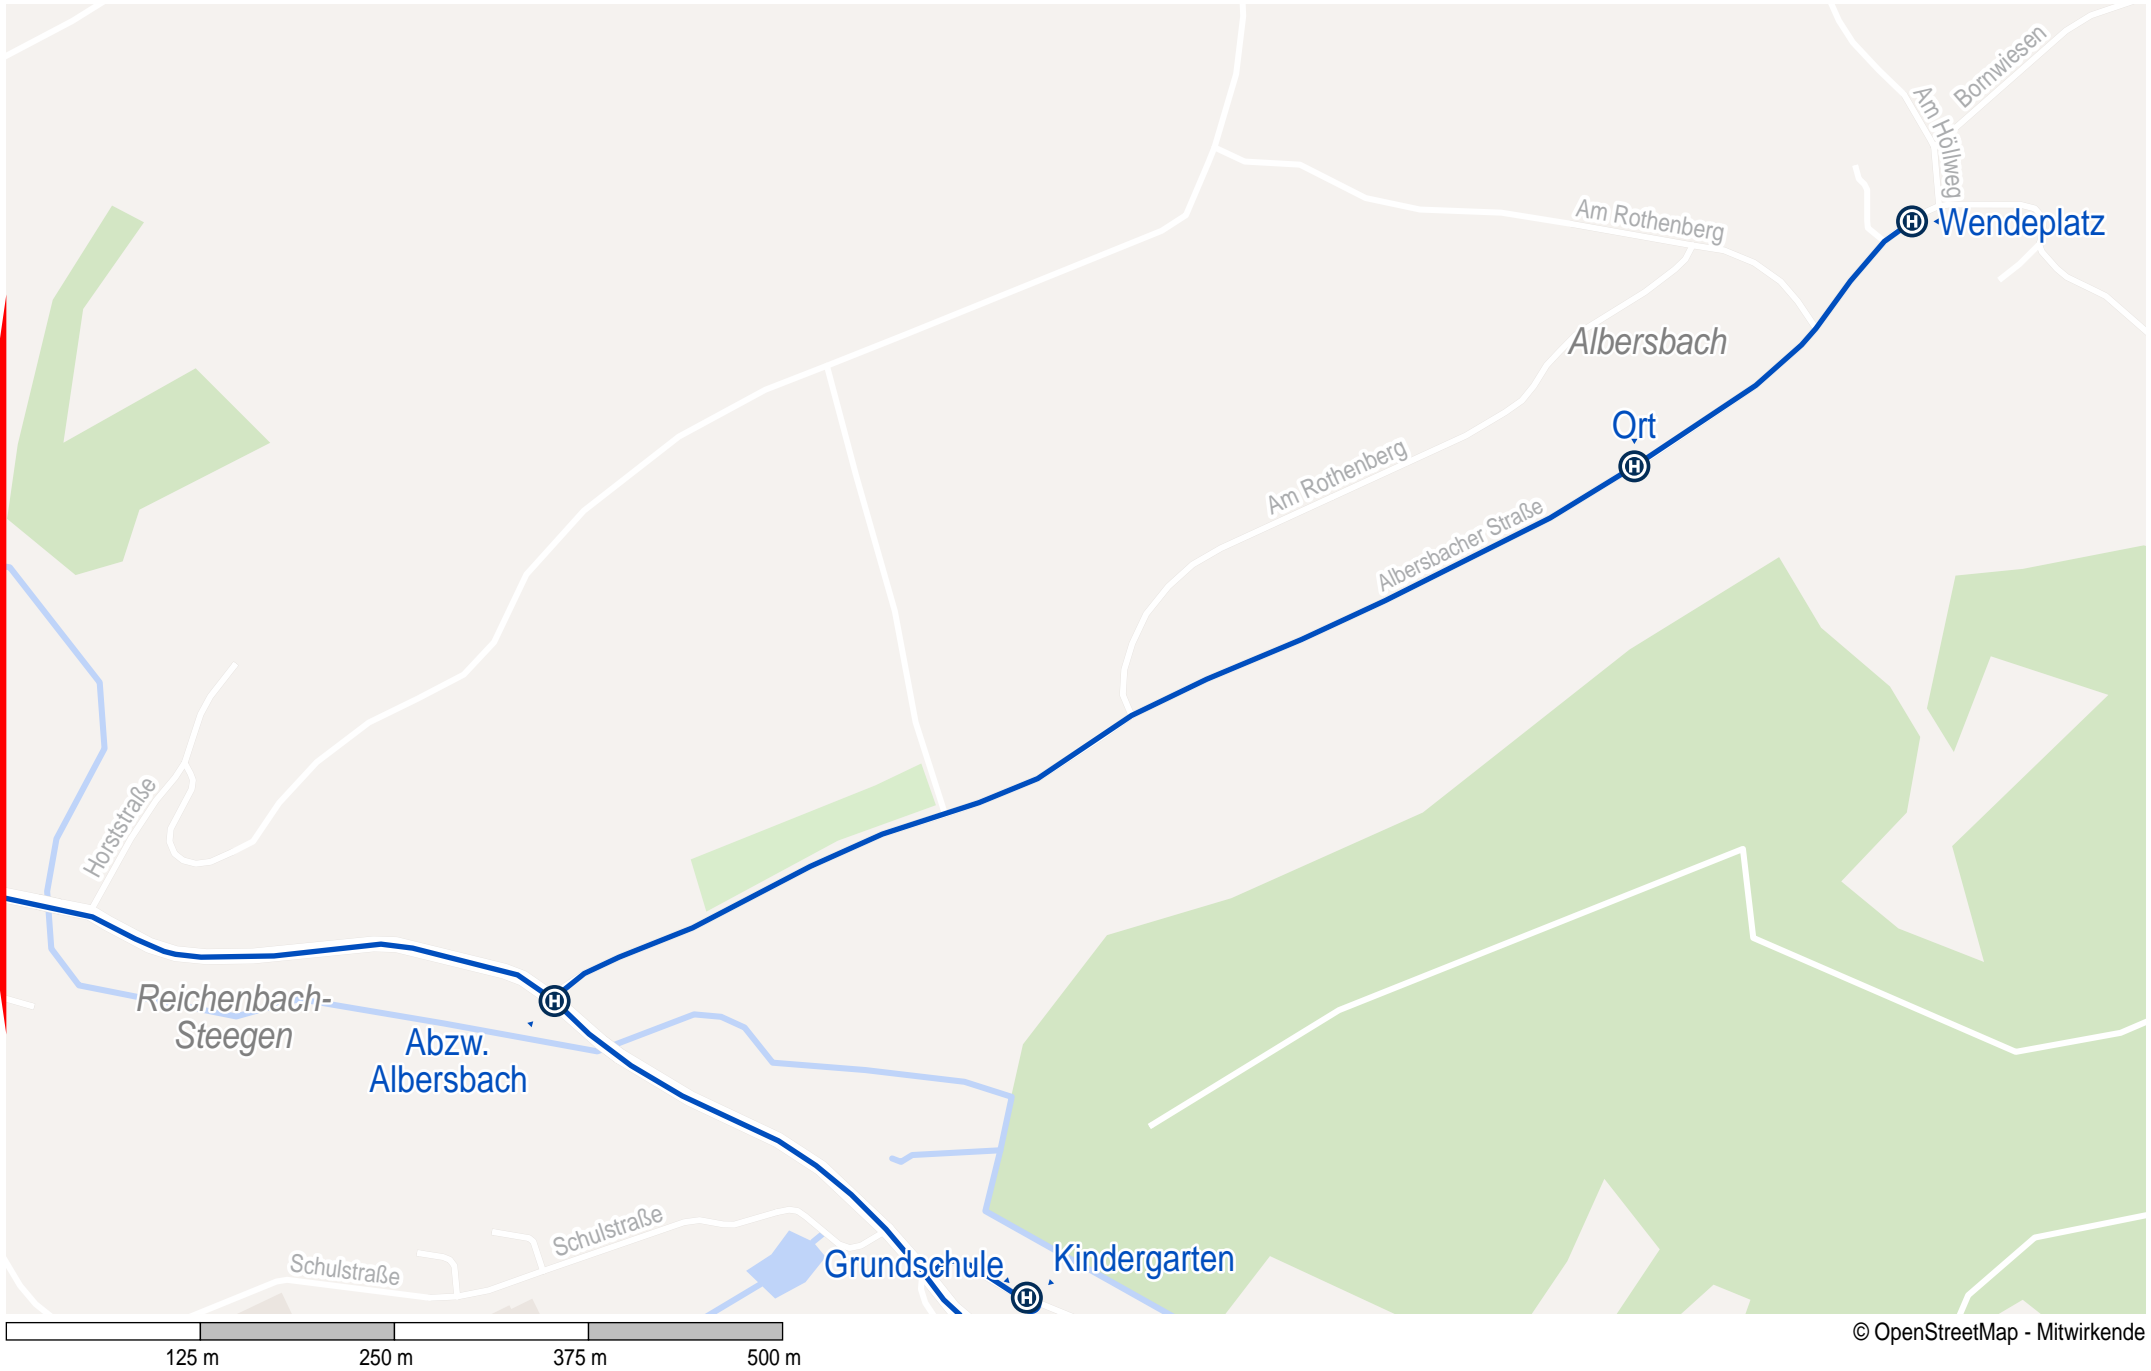 Bornwiesen
Am Höllweg
Am Rothenberg
Wendeplatz
Albersbach
Ort
Am Rothenberg
Albersbacher Straße
Horststraße
Reichenbach-
Steegen
Abzw.
Albersbach
Schulstraße
Schulstraße
Grundschule
Kindergarten
© OpenStreetMap - Mitwirkende
125 m
250 m
375 m
500 m